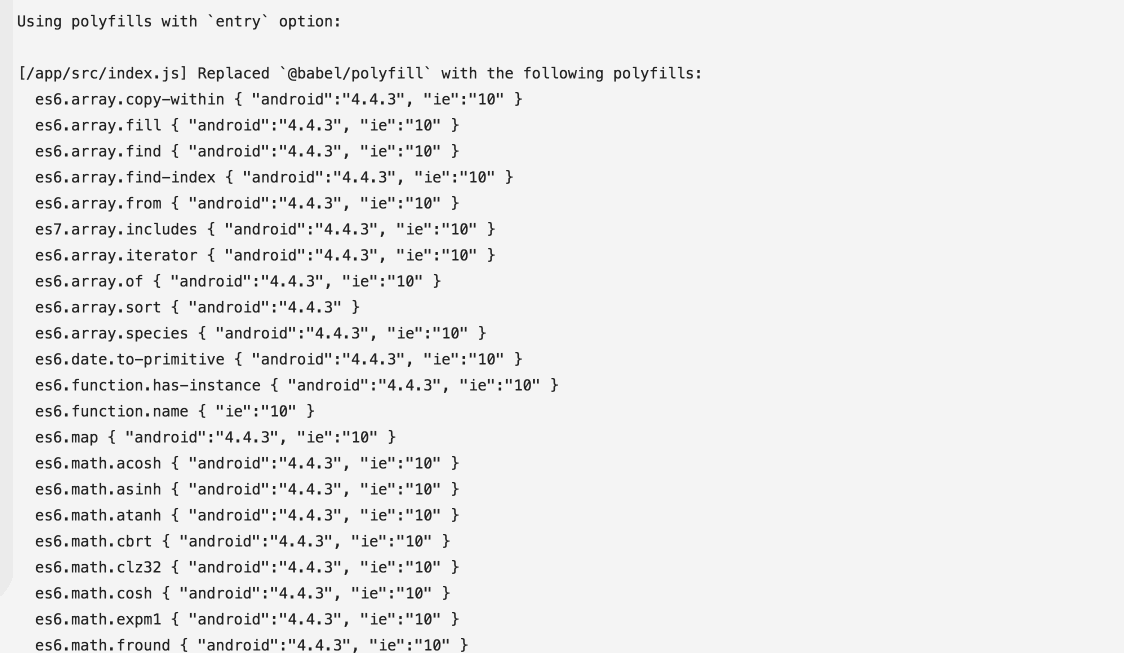 Using polyfills with `entry` option:
[/app/src/index.js] Replaced `@babel/polyfill` with the following polyfills:
es6.array.copy-within { "android":"4.4.3", "ie":"10" }
es6.array.fill { "android":"4.4.3", "ie":"10" }
es6.array.find { "android":"4.4.3", "ie":"10" }
es6.array.find-index { "android":"4.4.3", "ie":"10" }
es6.array.from { "android":"4.4.3", "ie":"10" }
es7.array.includes { "android":"4.4.3", "ie":"10" }
es6.array.iterator { "android":"4.4.3", "ie":"10" }
es6.array.of { "android":"4.4.3", "ie":"10" }
es6.array.sort { "android":"4.4.3" }
es6.array.species { "android":"4.4.3", "ie":"10" }
es6.date.to-primitive { "android":"4.4.3", "ie":"10" }
es6.function.has-instance { "android":"4.4.3", "ie":"10" }
es6.function.name { "ie":"10" }
es6.map { "android":"4.4.3", "ie":"10" }
es6.math.acosh { "android":"4.4.3", "ie":"10" }
es6.math.asinh { "android":"4.4.3", "ie":"10" }
es6.math.atanh { "android":"4.4.3", "ie":"10" }
es6.math.cbrt { "android":"4.4.3", "ie":"10" }
es6.math.clz32 { "android":"4.4.3", "ie":"10" }
es6.math.cosh { "android":"4.4.3", "ie":"10" }
es6.math.expm1 { "android":"4.4.3", "ie":"10" }
es6.math.fround { "android":"4.4.3", "ie":"10" }